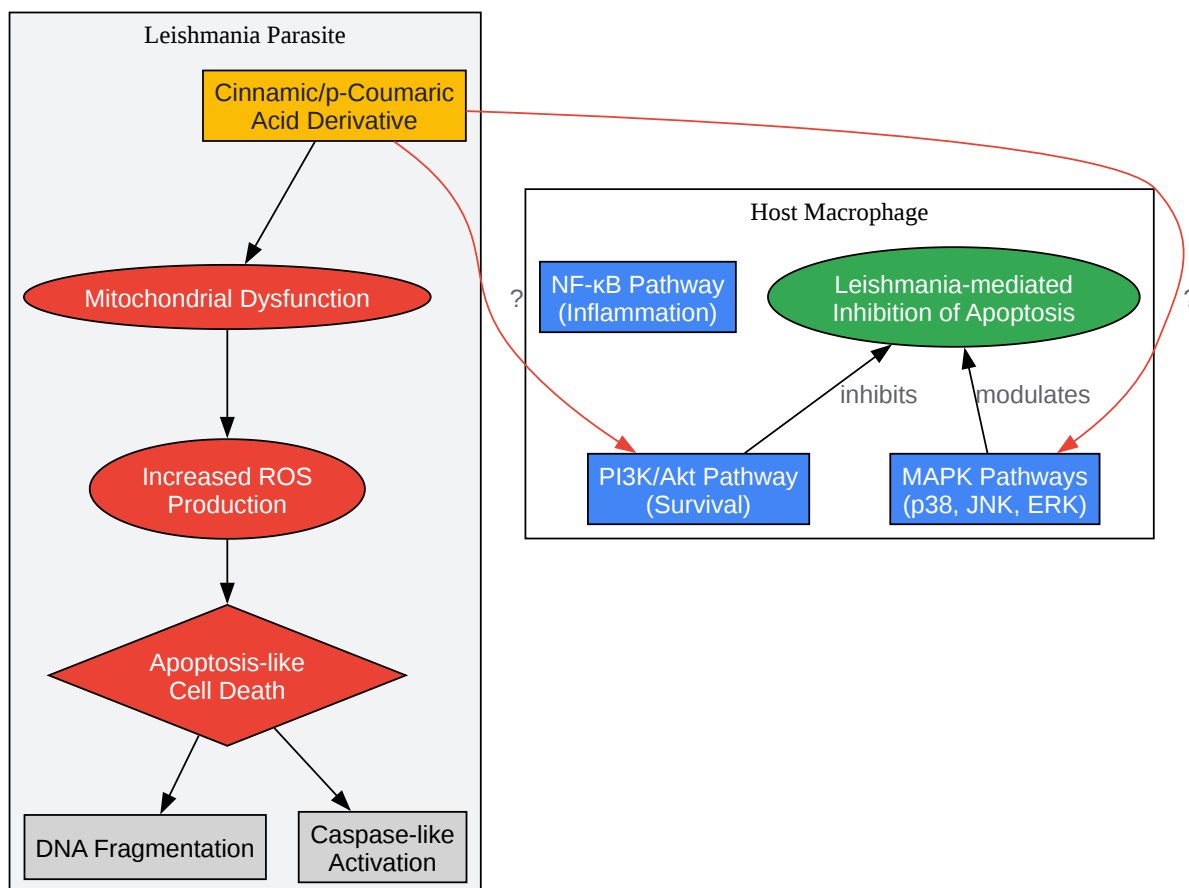 Leishmania Parasite
Cinnamic/p-Coumaric
Acid Derivative
Mitochondrial Dysfunction
Increased ROS
Production
Apoptosis-like
Cell Death
DNA Fragmentation
Caspase-like
Activation
?
Host Macrophage
NF-κB Pathway
(Inflammation)
Leishmania-mediated
Inhibition of Apoptosis
?
inhibits
modulates
PI3K/Akt Pathway
(Survival)
MAPK Pathways
(p38, JNK, ERK)